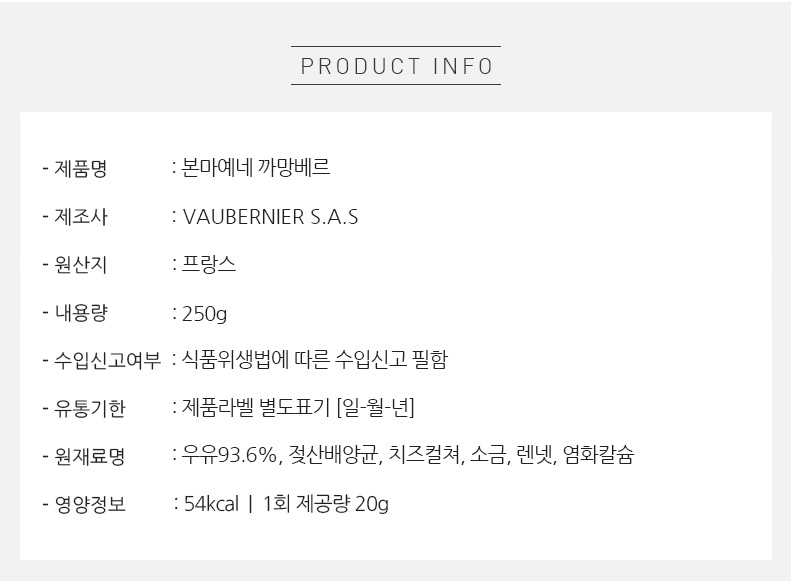 PRODUCT INFO
- 제품명 : 본마예네 까망베르
- 제조사 : VAUBERNIER S.A.S
- 원산지 : 프랑스
- 내용량 : 250g
- 수입신고여부 : 식품위생법에 따른 수입신고 필함
- 유통기한 : 제품라벨 별도표기 [일-월-년]
- 원재료명 : 우유93.6%, 젖산배양균, 치즈컬쳐, 소금, 렌넷, 염화칼슘
- 영양정보 : 54kcal | 1회 제공량 20g